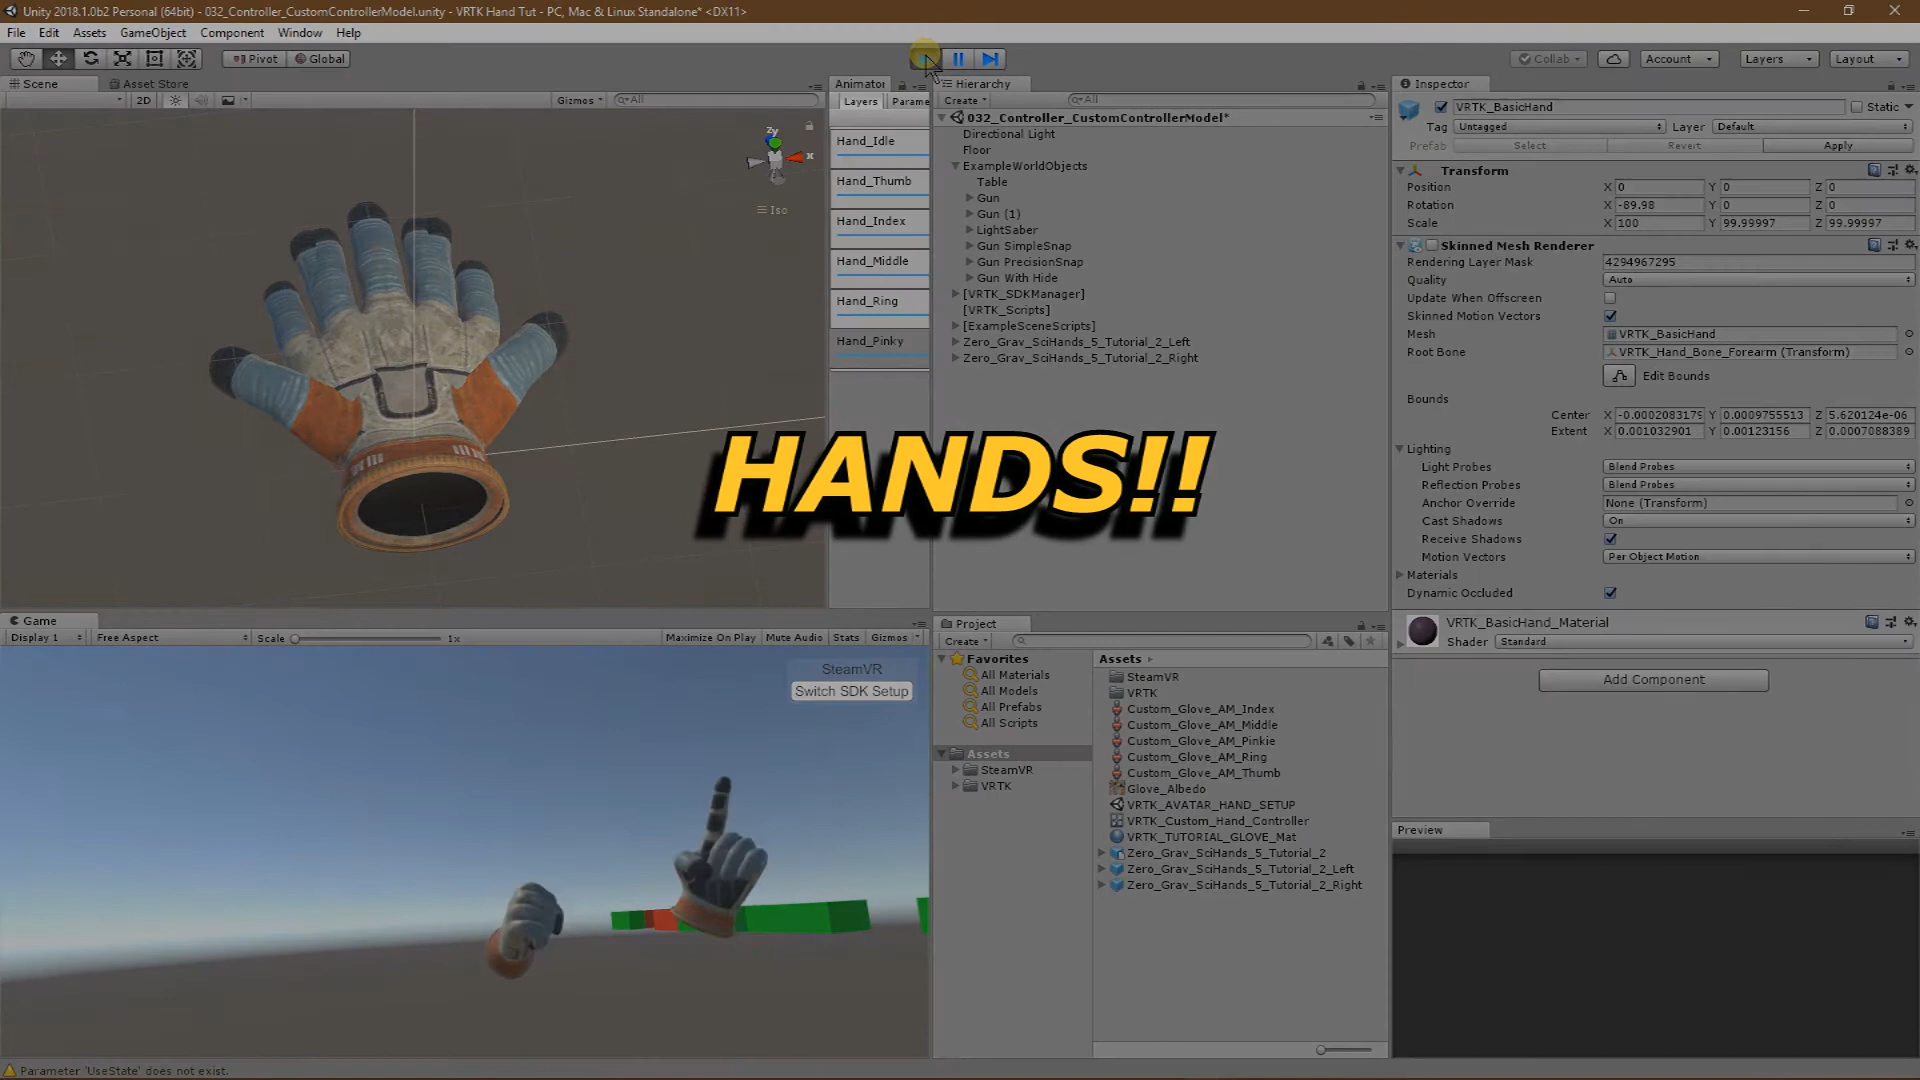 Unity 2018.1.0b2 Personal (64bit) - 032_Controller_CustomControllerModel.unity - VRTK Hand Tut - PC, Mac & Linux Standalone* <DX11>
File Edit Assets GameObject Component Window Help
Pivot Global Collab Account Layers Layout
Scene Asset Store
2D Gizmos All
zy
x
Iso
Animator
Layers Parame
Hand_Idle
Hand_Thumb
Hand_Index
Hand_Middle
Hand_Ring
Hand_Pinky
Hierarchy
Create All
032_Controller_CustomControllerModel*
Directional Light
Floor
ExampleWorldObjects
Table
Gun
Gun (1)
LightSaber
Gun SimpleSnap
Gun PrecisionSnap
Gun With Hide
[VRTK_SDKManager]
[VRTK_Scripts]
[ExampleSceneScripts]
Zero_Grav_SciHands_5_Tutorial_2_Left
Zero_Grav_SciHands_5_Tutorial_2_Right
HANDS!!
Inspector
VRTK_BasicHand Static
Tag Untagged Layer Default
Prefab Select Revert Apply
Transform
Position X 0 Y 0 Z 0
Rotation X -89.98 Y 0 Z 0
Scale X 100 Y 99.99997 Z 99.99997
Skinned Mesh Renderer
Rendering Layer Mask 4294967295
Quality Auto
Update When Offscreen
Skinned Motion Vectors
Mesh VRTK_BasicHand
Root Bone VRTK_Hand_Bone_Forearm (Transform)
Edit Bounds
Bounds
Center X -0.0002083179 Y 0.0009755513 Z 5.620124e-06
Extent X 0.001032901 Y 0.00123156 Z 0.0007088389
Lighting
Light Probes Blend Probes
Reflection Probes Blend Probes
Anchor Override None (Transform)
Cast Shadows On
Receive Shadows
Motion Vectors Per Object Motion
Materials
Dynamic Occluded
VRTK_BasicHand_Material
Shader Standard
Add Component
Preview
Game
Display 1 Free Aspect Scale 1x Maximize On Play Mute Audio Stats Gizmos
SteamVR
Switch SDK Setup
Project
Create
Favorites
All Materials
All Models
All Prefabs
All Scripts
Assets
SteamVR
VRTK
Assets
SteamVR
VRTK
Custom_Glove_AM_Index
Custom_Glove_AM_Middle
Custom_Glove_AM_Pinkie
Custom_Glove_AM_Ring
Custom_Glove_AM_Thumb
Glove_Albedo
VRTK_AVATAR_HAND_SETUP
VRTK_Custom_Hand_Controller
VRTK_TUTORIAL_GLOVE_Mat
Zero_Grav_SciHands_5_Tutorial_2
Zero_Grav_SciHands_5_Tutorial_2_Left
Zero_Grav_SciHands_5_Tutorial_2_Right
Parameter 'UseState' does not exist.